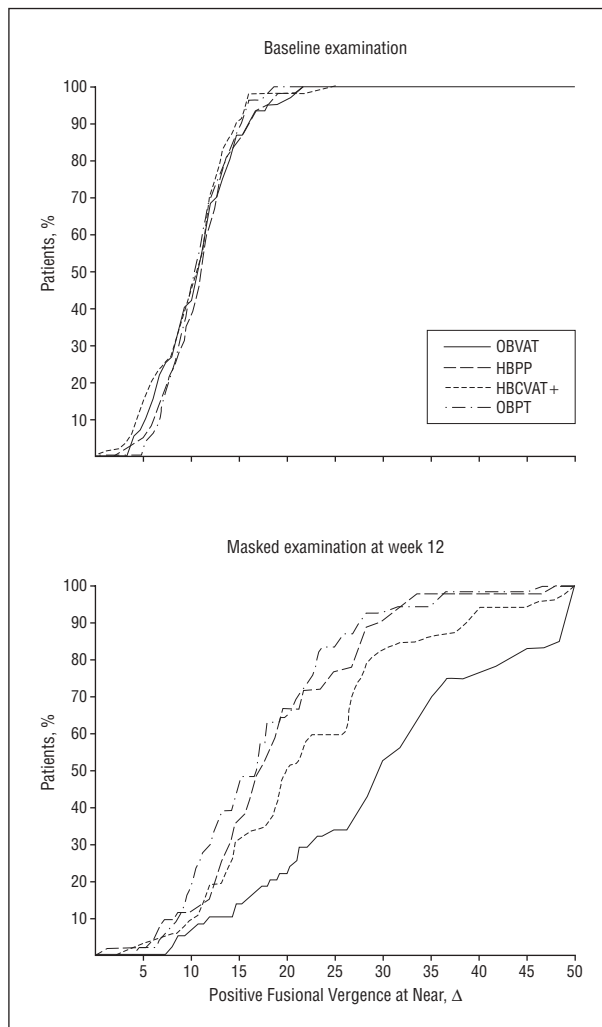 Baseline examination
100
90
80
70
60
50
40
30
20
10
Patients, %
OBVAT
HBPP
HBCVAT+
OBPT
Masked examination at week 12
100
90
80
70
60
50
40
30
20
10
Patients, %
5 10 15 20 25 30 35 40 45 50
Positive Fusional Vergence at Near, Δ